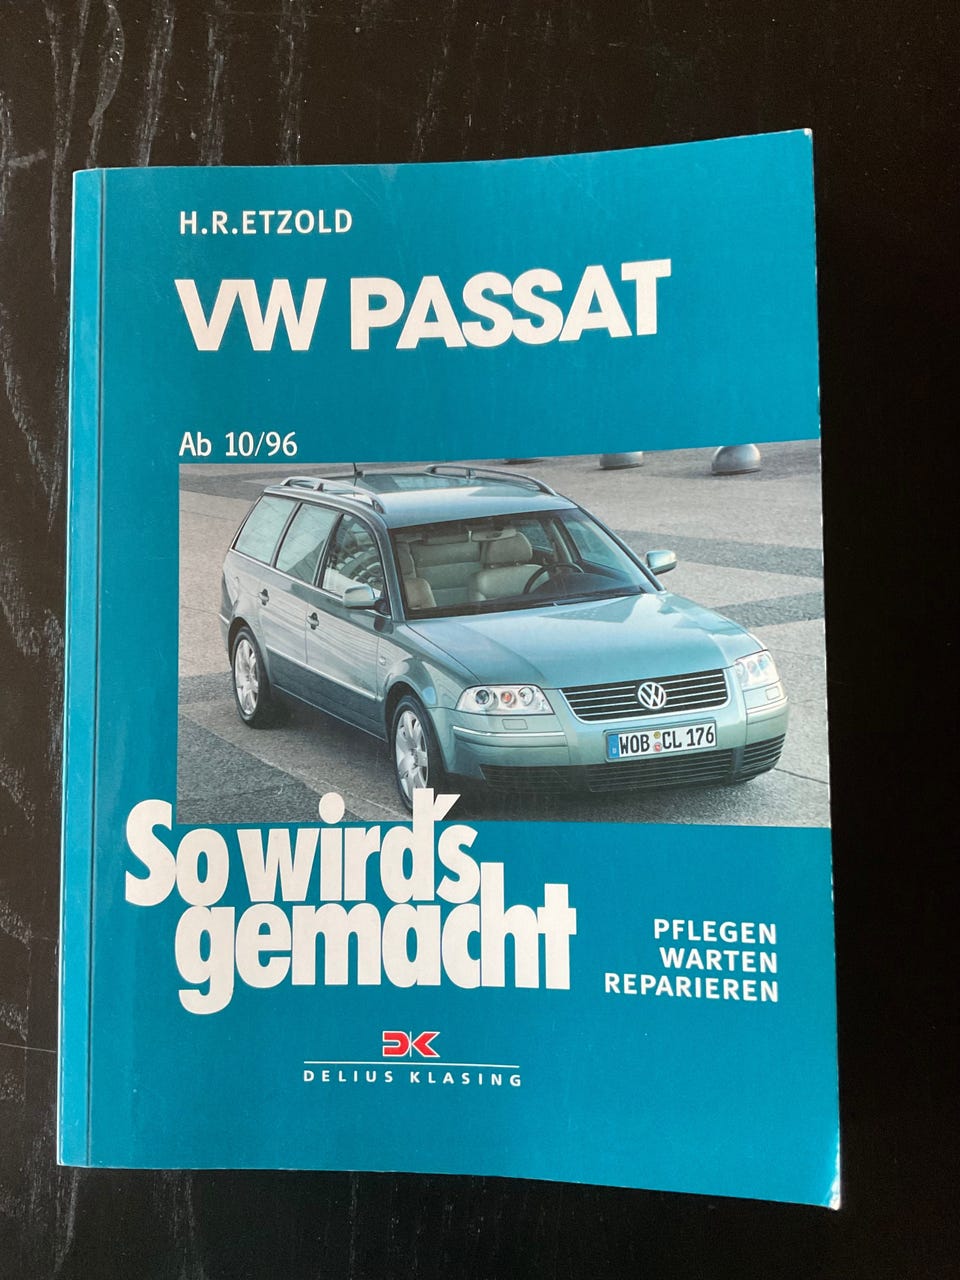 H.R.ETZOLD
VW PASSAT
Ab 10/96
WOB CL 176
So wird's
gemacht
PFLEGEN
WARTEN
REPARIEREN
DK
DELIUS KLASING